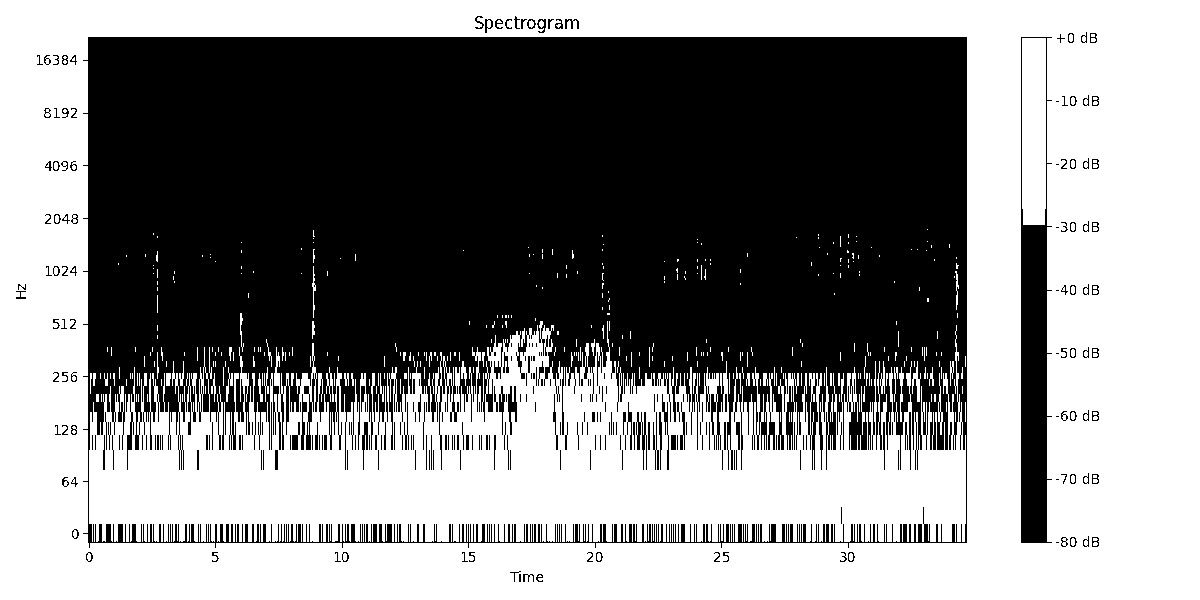 Spectrogram
16384
8192
4096
2048
1024
512
256
128
64
0
Hz
0 5 10 15 20 25 30
Time
+0 dB
-10 dB
-20 dB
-30 dB
-40 dB
-50 dB
-60 dB
-70 dB
-80 dB